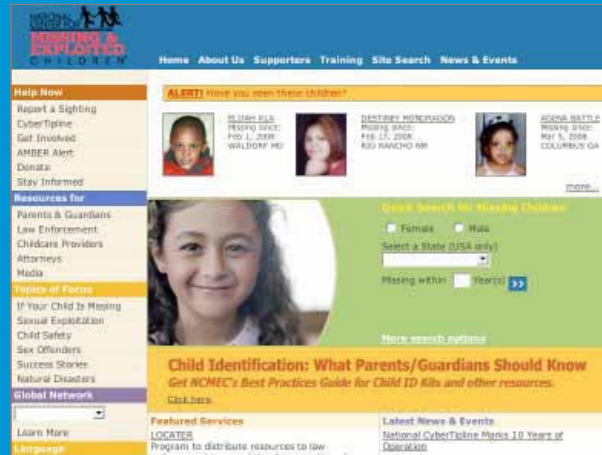 NATIONAL
CENTER FOR
MISSING &
EXPLOITED
CHILDREN
Home About Us Supporters Training Site Search News & Events
Help Now
Report a Sighting
CyberTipline
Get Involved
AMBER Alert
Donate
Stay Informed
Resources for
Parents & Guardians
Law Enforcement
Childcare Providers
Attorneys
Media
Topics of Focus
If Your Child Is Missing
Sexual Exploitation
Child Safety
Sex Offenders
Success Stories
Natural Disasters
Global Network
Learn More
Language
ALERT! Have you seen these children?
ELIJAH
Missing since:
Feb 1, 2008
WALDORF MD
DESTINEY MONDRAGON
Missing since:
Feb 17, 2008
RIO RANCHO NM
BATTLE
Missing since:
Mar 5, 2008
COLUMBUS GA
more...
Quick Search for Missing Children
Female Male
Select a State (USA only)
Missing within Year(s)
More search options
Child Identification: What Parents/Guardians Should Know
Get NCMEC's Best Practices Guide for Child ID Kits and other resources.
Click here
Featured Services
LOCATER
Program to distribute resources to law
Latest News & Events
National CyberTipline Marks 10 Years of
Operation